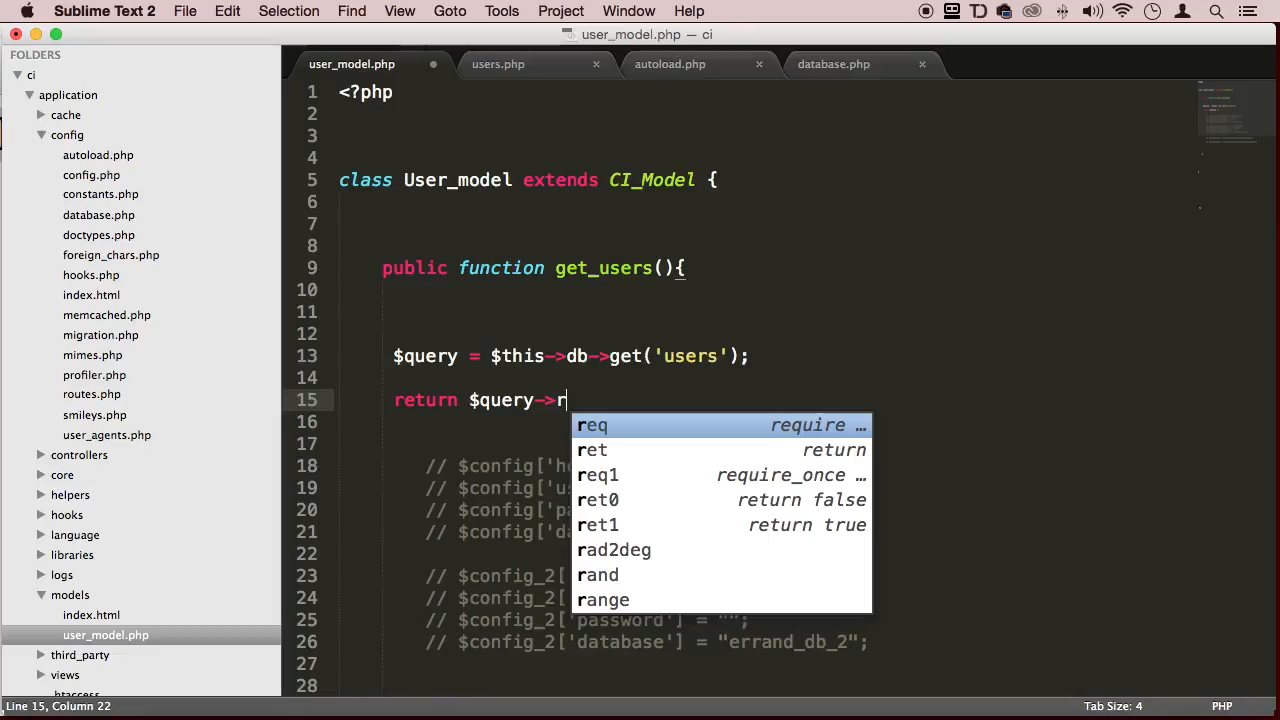 Sublime Text 2 File Edit Selection Find View Goto Tools Project Window Help
user_model.php — ci
FOLDERS
ci
application
cache
config
autoload.php
config.php
constants.php
database.php
doctypes.php
foreign_chars.php
hooks.php
index.html
memcached.php
migration.php
mimes.php
profiler.php
routes.php
smileys.php
user_agents.php
controllers
core
helpers
hooks
language
libraries
logs
models
index.html
user_model.php
third_party
views
.htaccess
user_model.php users.php autoload.php database.php
1 <?php
2
3
4
5 class User_model extends CI_Model {
6
7
8
9 public function get_users(){
10
11
12
13 $query = $this->db->get('users');
14
15 return $query->r
16
17
18 // $config['h
19 // $config['u
20 // $config['p
21 // $config['d
22
23 // $config_2[
24 // $config_2[
25 // $config_2['password'] = "";
26 // $config_2['database'] = "errand_db_2";
27
28
req require …
ret return
req1 require_once …
ret0 return false
ret1 return true
rad2deg
rand
range
Line 15, Column 22 Tab Size: 4 PHP